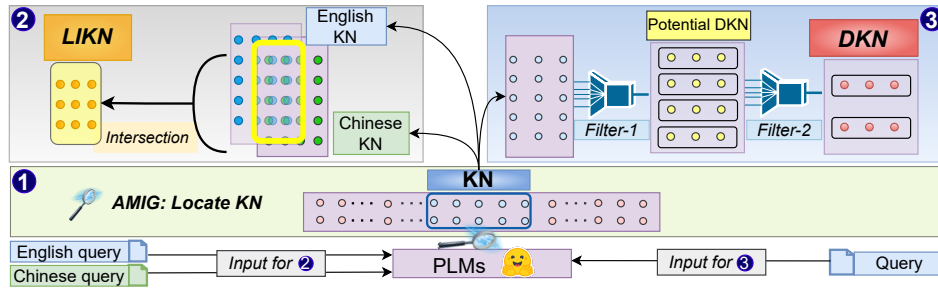 2
LIKN
Intersection
English
KN
Chinese
KN
3
Potential DKN
DKN
Filter-1
Filter-2
1
AMIG: Locate KN
KN
English query
Chinese query
Input for 2
PLMs
Input for 3
Query